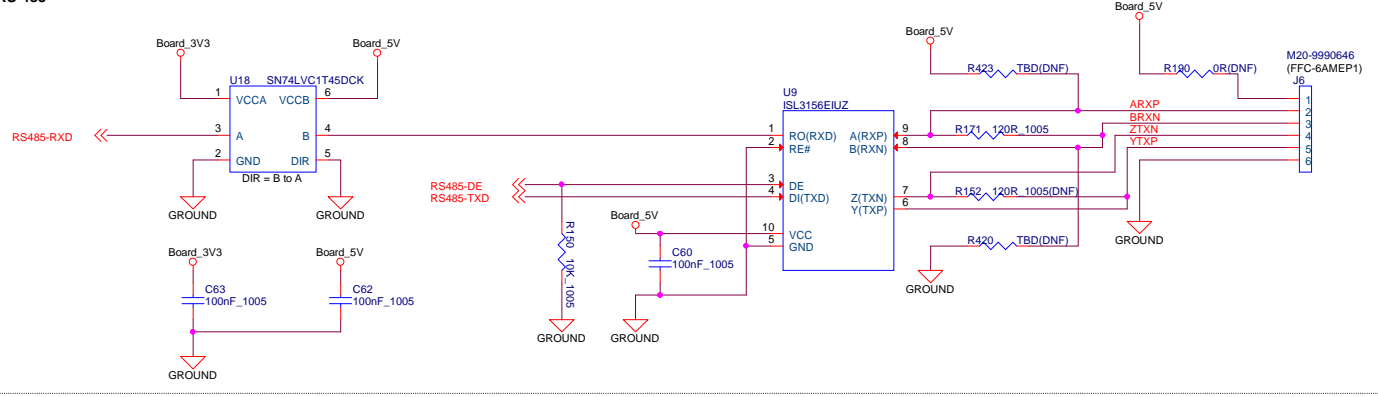 Board_3V3
Board_5V
U18 SN74LVC1T45DCK
1 VCCA VCCB 6
RS485-RXD
3 A B 4
2 GND DIR 5
DIR = B to A
GROUND
GROUND
Board_3V3
Board_5V
C63
100nF_1005
C62
100nF_1005
GROUND
RS485-DE
RS485-TXD
R150 10K_1005
GROUND
Board_5V
C60
100nF_1005
GROUND
U9
ISL3156EIUZ
1 RO(RXD) A(RXP) 9
2 RE# B(RXN) 8
3 DE
4 DI(TXD) Z(TXN) 7
Y(TXP) 6
10 VCC
5 GND
Board_5V
R423 TBD(DNF)
R171 120R_1005
R152 120R_1005(DNF)
R420 TBD(DNF)
GROUND
Board_5V
R190 0R(DNF)
ARXP
BRXN
ZTXN
YTXP
GROUND
M20-9990646
(FFC-6AMEP1)
J6
1
2
3
4
5
6